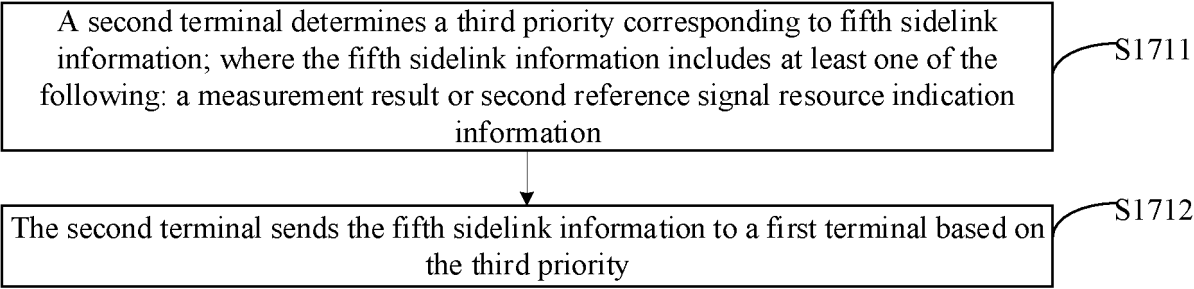 A second terminal determines a third priority corresponding to fifth sidelink
information; where the fifth sidelink information includes at least one of the
following: a measurement result or second reference signal resource indication
information
S1711
The second terminal sends the fifth sidelink information to a first terminal based on
the third priority
S1712